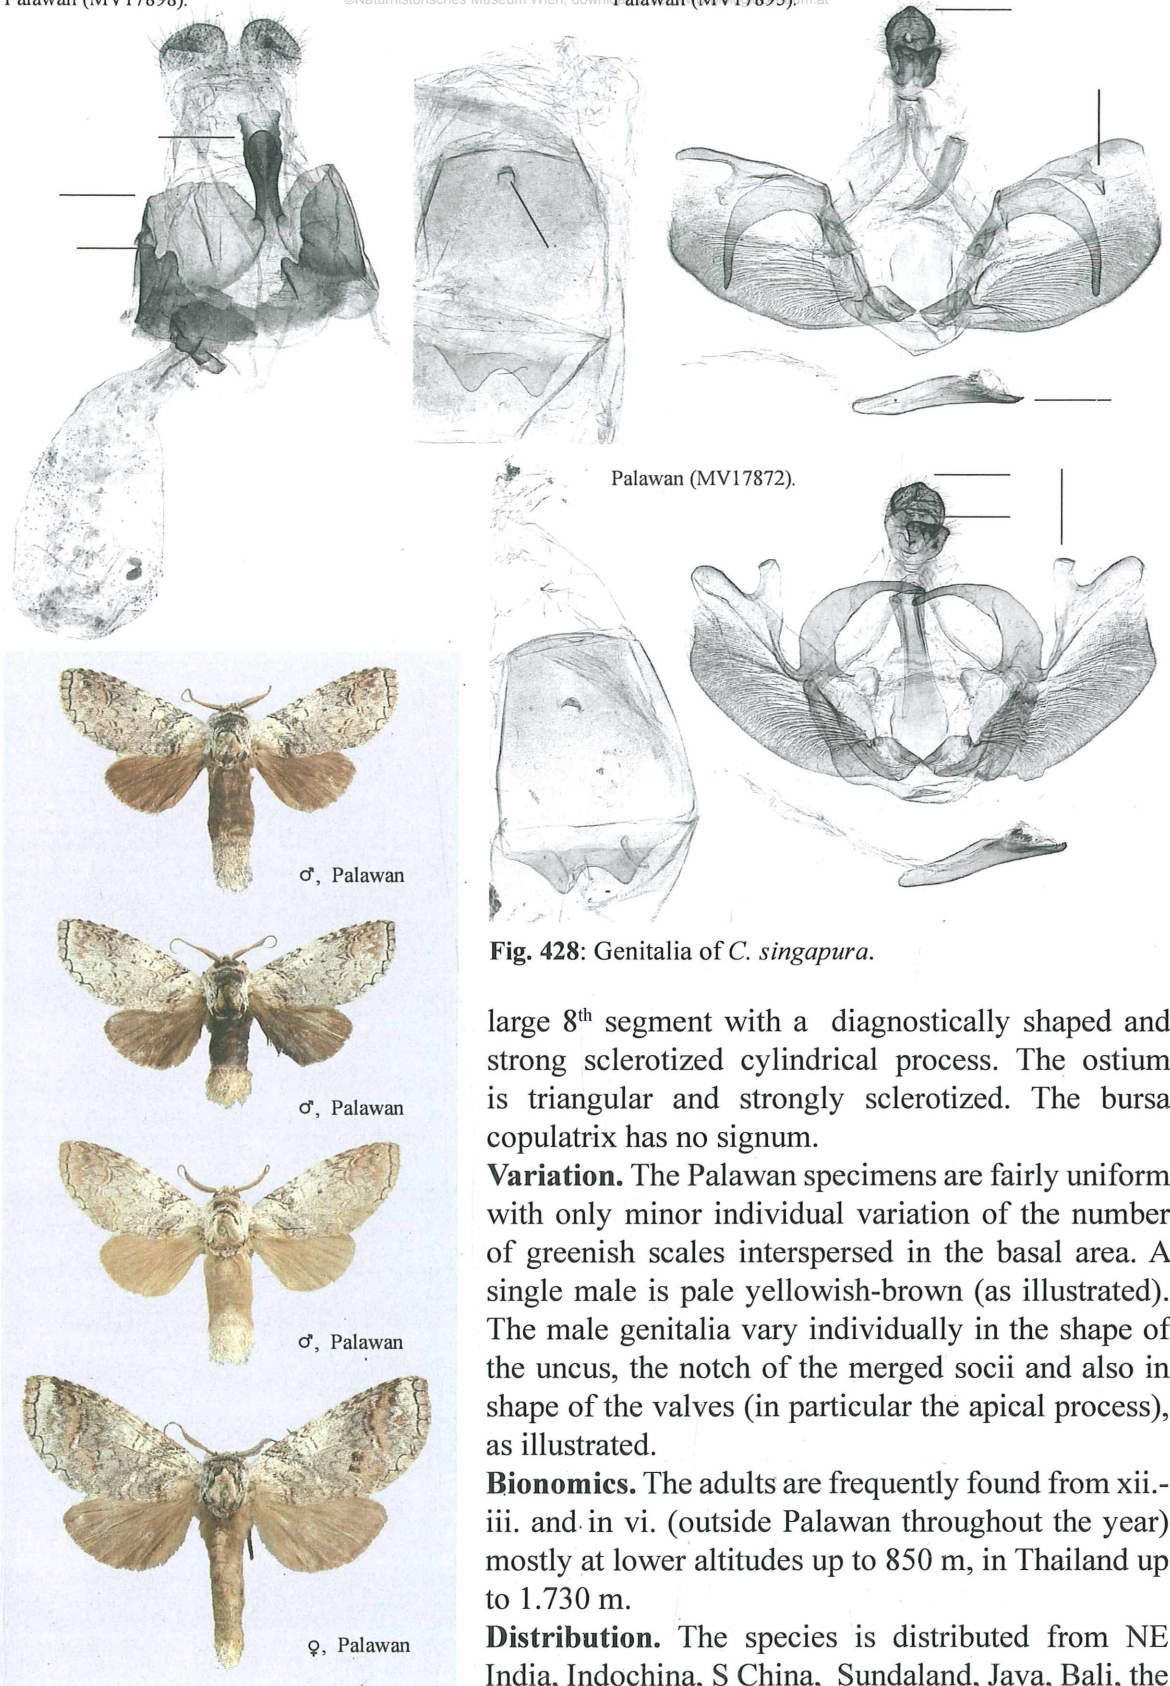 Palawan (MV17898).
Palawan (MV17895).
Palawan (MV17872).
♂, Palawan
♂, Palawan
♂, Palawan
♀, Palawan
Fig. 428: Genitalia of C. singapura.
large 8th segment with a diagnostically shaped and
strong sclerotized cylindrical process. The ostium
is triangular and strongly sclerotized. The bursa
copulatrix has no signum.
Variation. The Palawan specimens are fairly uniform
with only minor individual variation of the number
of greenish scales interspersed in the basal area. A
single male is pale yellowish-brown (as illustrated).
The male genitalia vary individually in the shape of
the uncus, the notch of the merged socii and also in
shape of the valves (in particular the apical process),
as illustrated.
Bionomics. The adults are frequently found from xii.-
iii. and in vi. (outside Palawan throughout the year)
mostly at lower altitudes up to 850 m, in Thailand up
to 1.730 m.
Distribution. The species is distributed from NE
India, Indochina, S China, Sundaland, Java, Bali, the